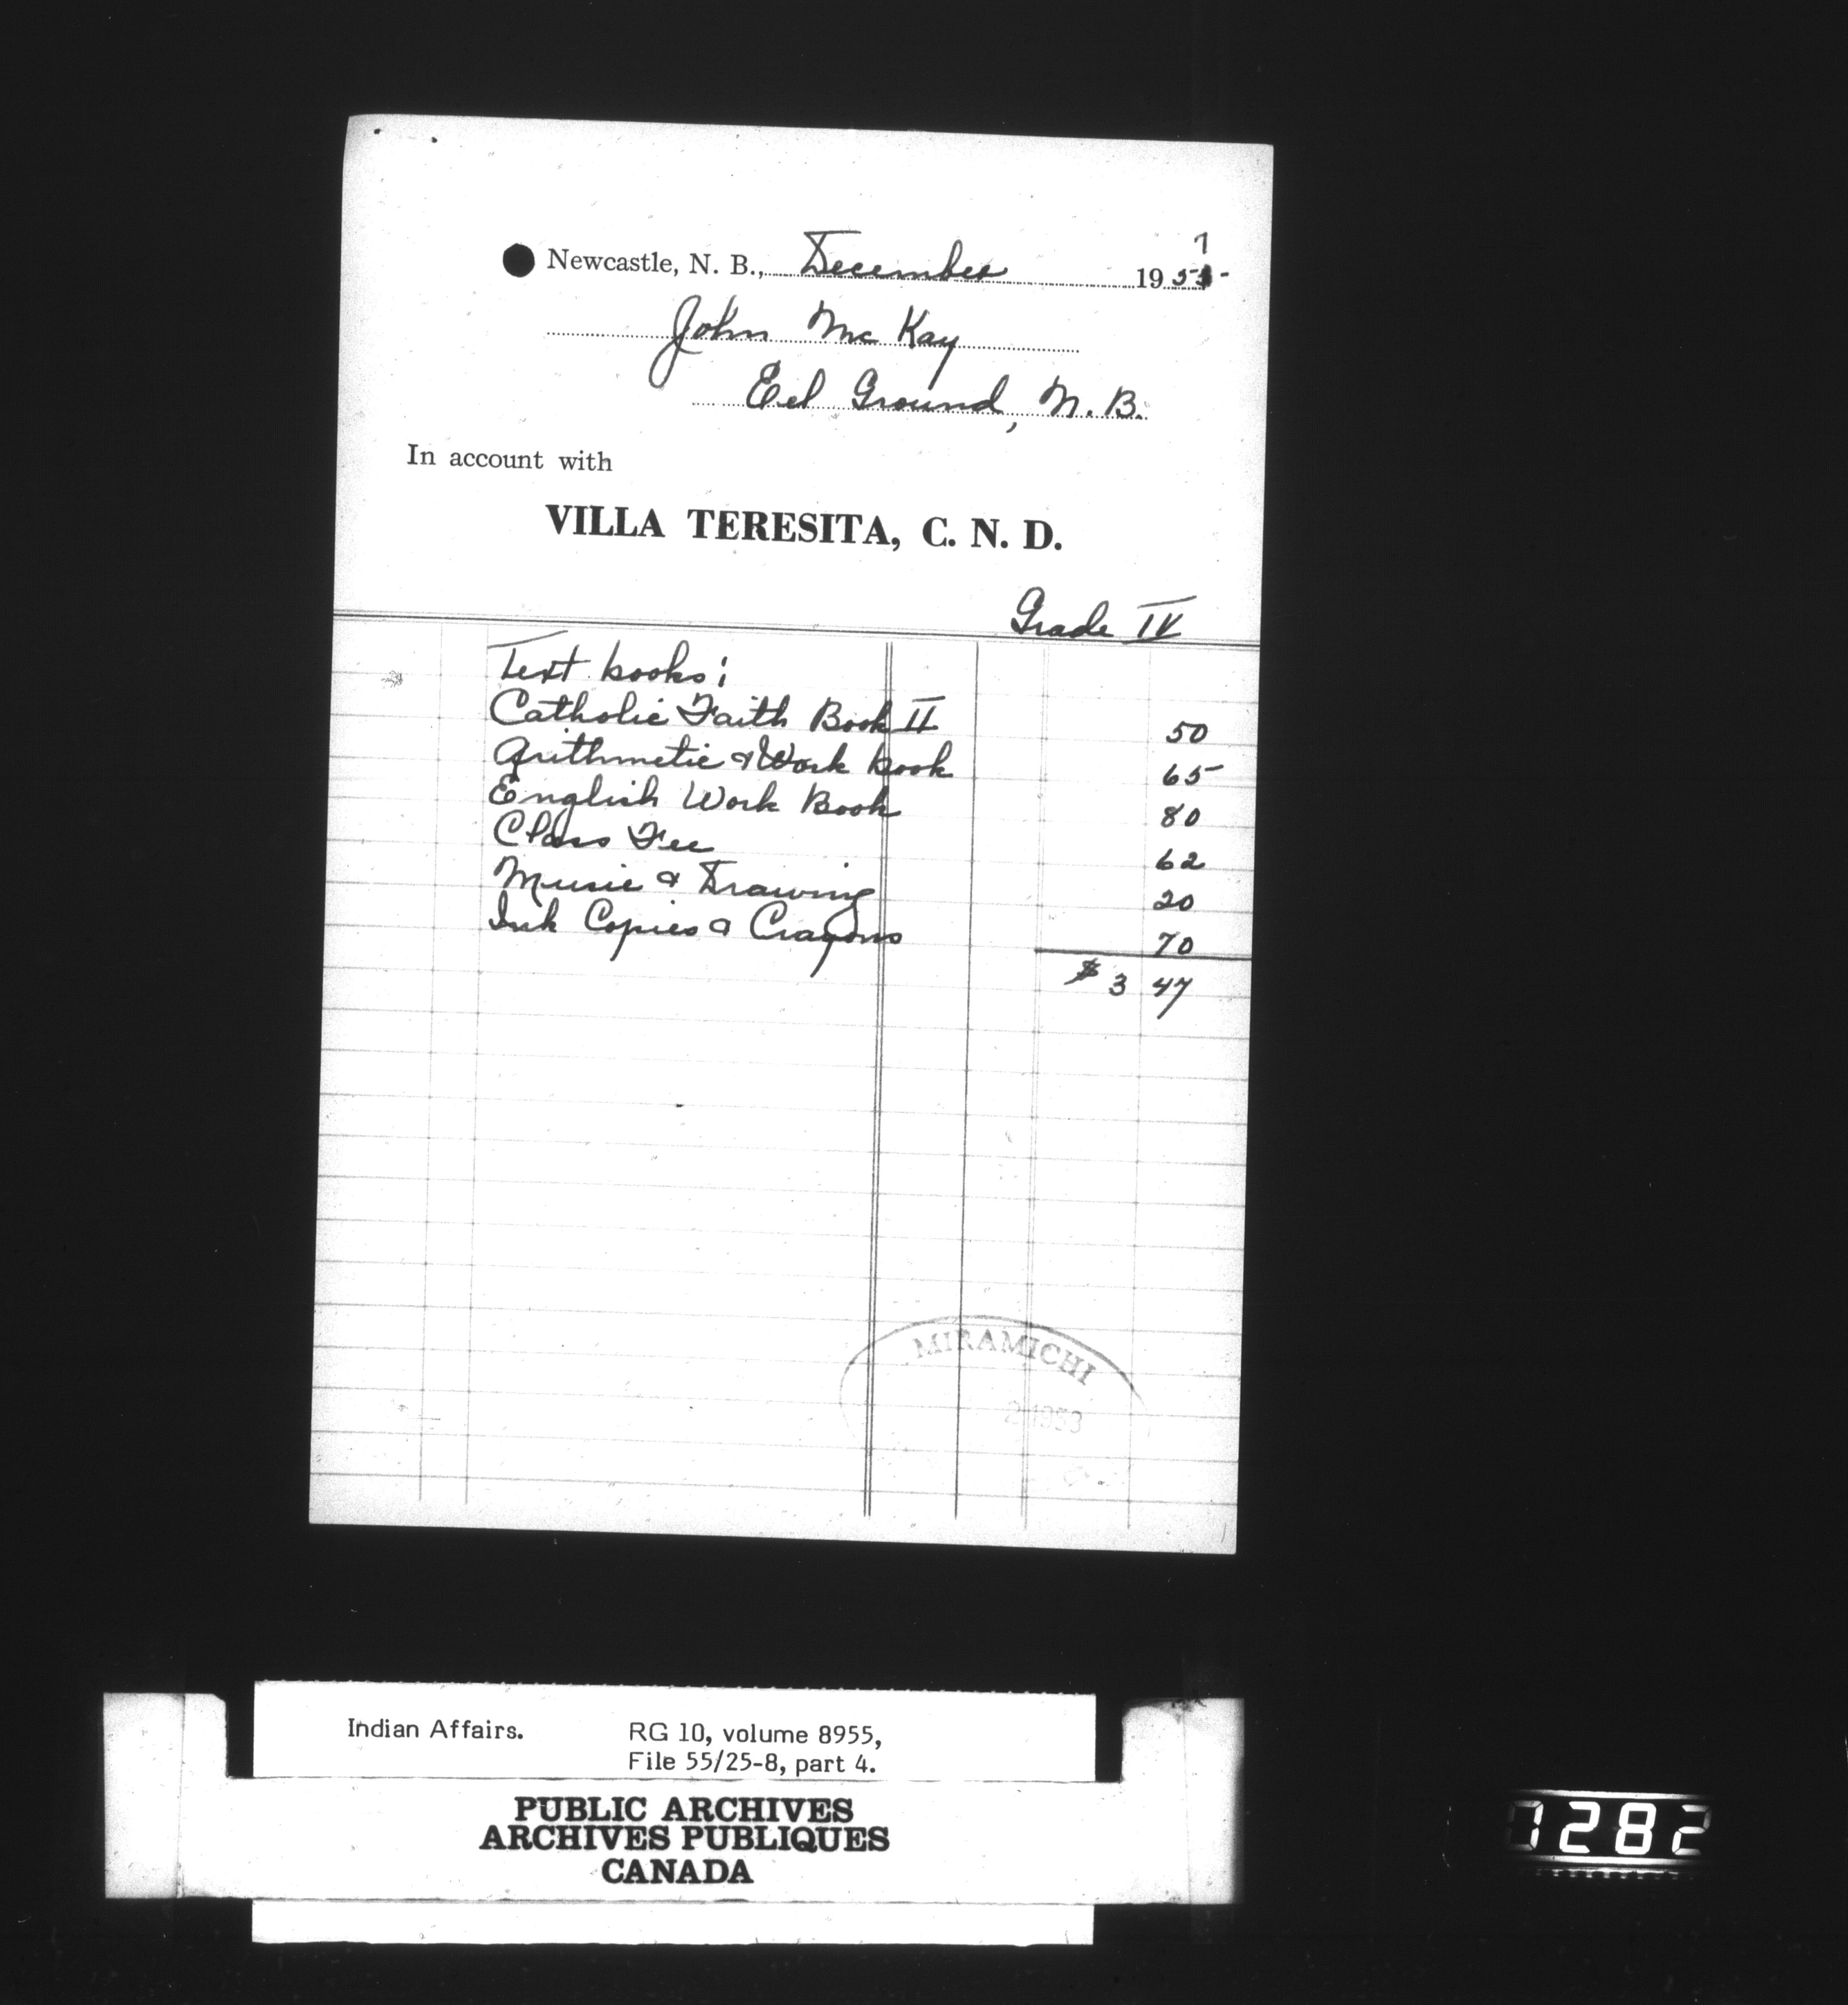 7
Newcastle, N. B., December 195
John McKay
Eel Ground, N. B.
In account with
VILLA TERESITA, C. N. D.
Grade IV
Text books:
Catholic Faith Book II 50
Arithmetic & Work book 65
English Work Book 80
Class Fee 62
Music & Drawing 20
Ink Copies & Crayons 70
$ 3 47
MIRAMICHI
2 1953
Indian Affairs. RG 10, volume 8955,
File 55/25-8, part 4.
PUBLIC ARCHIVES
ARCHIVES PUBLIQUES
CANADA
1282